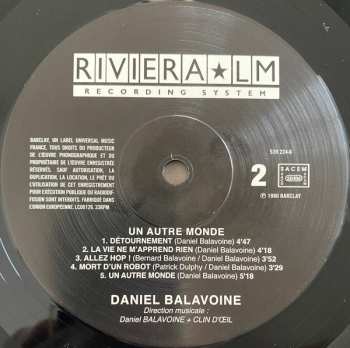 RIVIERA★LM
RECORDING SYSTEM
BARCLAY, UN LABEL UNIVERSAL MUSIC
FRANCE. TOUS DROITS DU PRODUCTEUR
DE L'ŒUVRE PHONOGRAPHIQUE ET DU
PROPRIÉTAIRE DE L'ŒUVRE ENREGISTRÉE
RÉSERVÉS. SAUF AUTORISATION, LA
DUPLICATION, LA LOCATION, LE PRÊT OU
L'UTILISATION DE CET ENREGISTREMENT
POUR EXÉCUTION PUBLIQUE OU RADIODIF-
FUSION SONT INTERDITS. FABRIQUÉ DANS
L'UNION EUROPÉENNE. LC00126. 33RPM
2
SACEM
℗ 1980 BARCLAY
UN AUTRE MONDE
1. DÉTOURNEMENT (Daniel Balavoine) 4'47
2. LA VIE NE M'APPREND RIEN (Daniel Balavoine) 4'18
3. ALLEZ HOP ! (Bernard Balavoine / Daniel Balavoine) 3'52
4. MORT D'UN ROBOT (Patrick Dulphy / Daniel Balavoine) 3'29
5. UN AUTRE MONDE (Daniel Balavoine) 5'18
DANIEL BALAVOINE
Direction musicale :
Daniel BALAVOINE + CLIN D'ŒIL